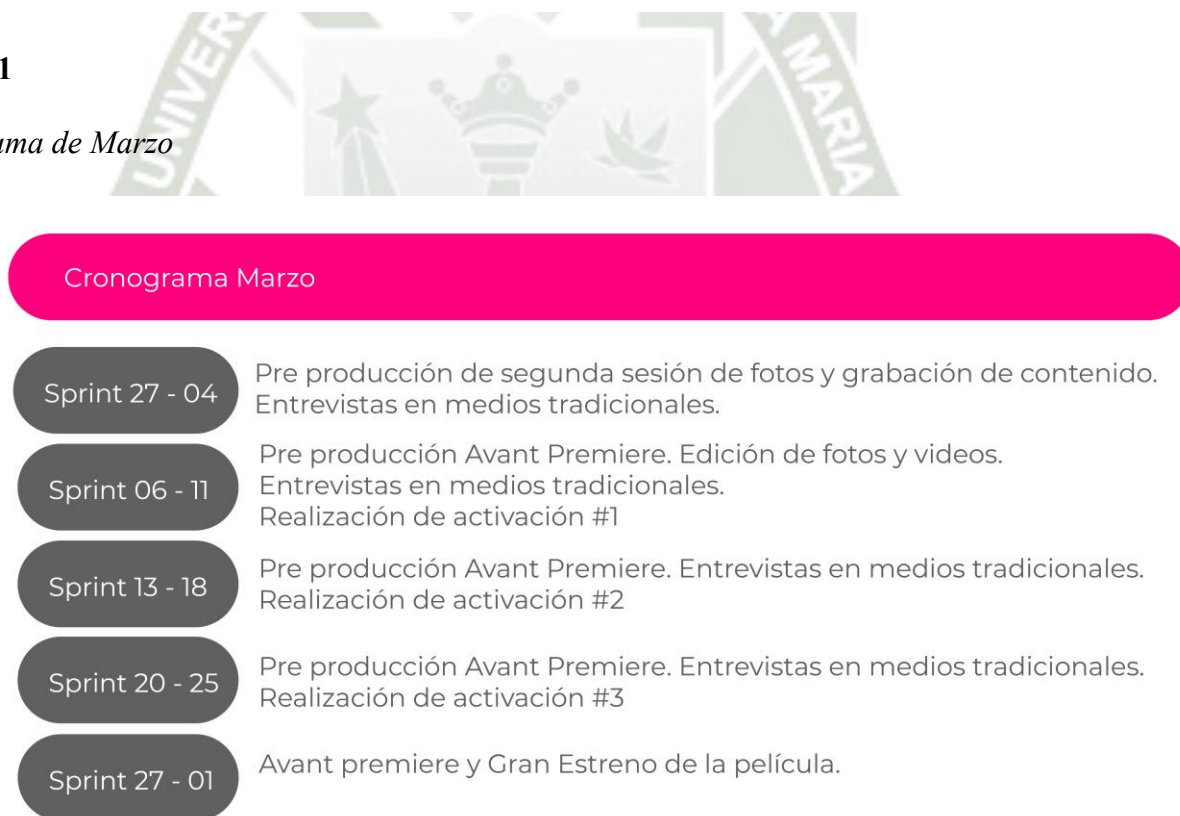 1
ama de Marzo
UNIVERS
A MARIA
Cronograma Marzo
Sprint 27 - 04
Pre producción de segunda sesión de fotos y grabación de contenido.
Entrevistas en medios tradicionales.
Sprint 06 - 11
Pre producción Avant Premiere. Edición de fotos y videos.
Entrevistas en medios tradicionales.
Realización de activación #1
Sprint 13 - 18
Pre producción Avant Premiere. Entrevistas en medios tradicionales.
Realización de activación #2
Sprint 20 - 25
Pre producción Avant Premiere. Entrevistas en medios tradicionales.
Realización de activación #3
Sprint 27 - 01
Avant premiere y Gran Estreno de la película.